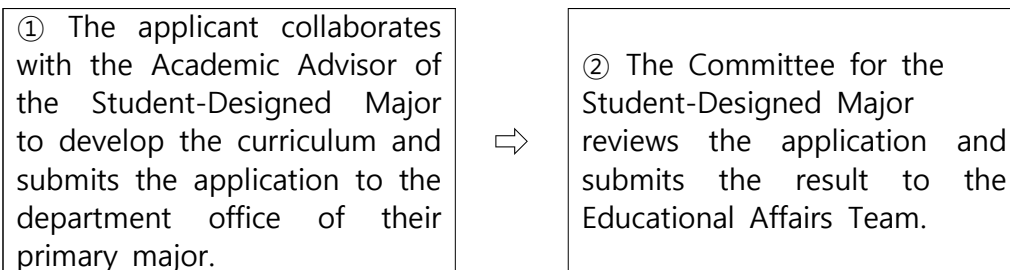 ① The applicant collaborates
with the Academic Advisor of
the Student-Designed Major
to develop the curriculum and
submits the application to the
department office of their
primary major.
⇨
② The Committee for the
Student-Designed Major
reviews the application and
submits the result to the
Educational Affairs Team.